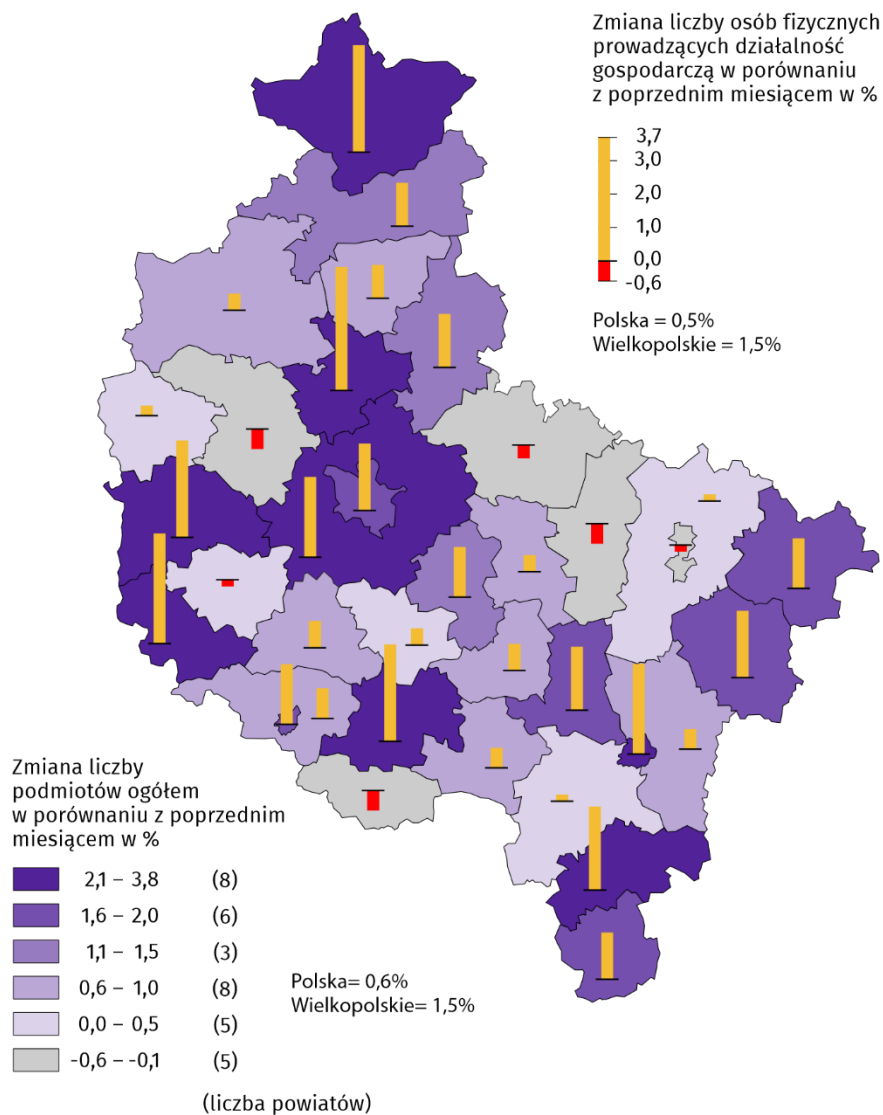 Zmiana liczby osób fizycznych
prowadzących działalność
gospodarczą w porównaniu
z poprzednim miesiącem w %
3,7
3,0
2,0
1,0
0,0
-0,6
Polska = 0,5%
Wielkopolskie = 1,5%
Zmiana liczby
podmiotów ogółem
w porównaniu z poprzednim
miesiącem w %
2,1 – 3,8 (8)
1,6 – 2,0 (6)
1,1 – 1,5 (3)
0,6 – 1,0 (8)
0,0 – 0,5 (5)
-0,6 – -0,1 (5)
(liczba powiatów)
Polska= 0,6%
Wielkopolskie= 1,5%